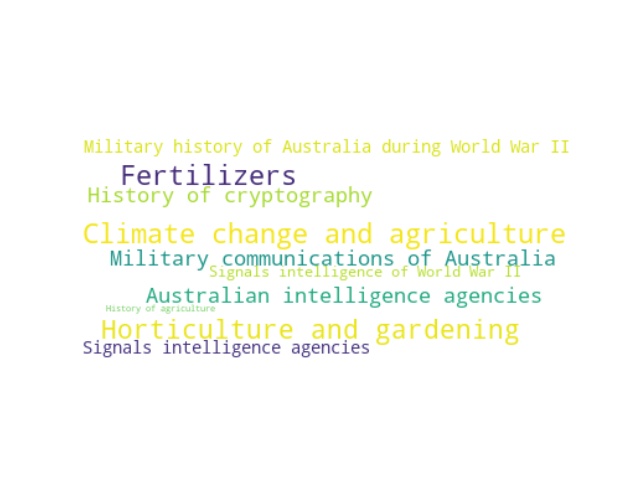 Military history of Australia during World War II
Fertilizers
History of cryptography
Climate change and agriculture
Military communications of Australia
Signals intelligence of World War II
Australian intelligence agencies
History of agriculture
Horticulture and gardening
Signals intelligence agencies